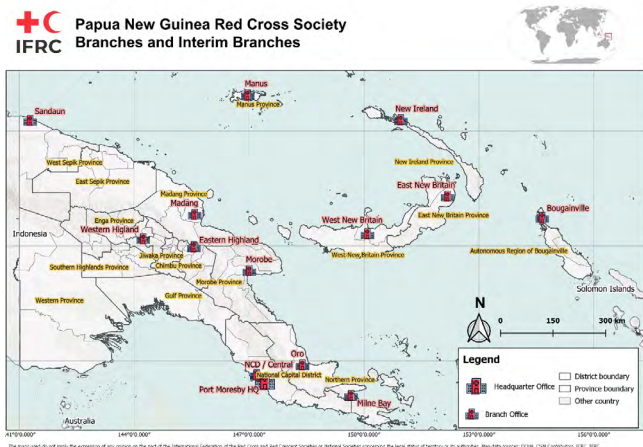 IFRC
Papua New Guinea Red Cross Society
Branches and Interim Branches
Manus
Manus Province
Sandaun
New Ireland
West Sepik Province
New Ireland Province
East Sepik Province
East New Britain
Madang Province
Madang
Bougainville
Enga Province
West New Britain
East New Britain Province
Western Higland
Indonesia
Eastern Highland
Jiwaka Province
West New Britain Province
Autonomous Region of Bougainville
Southern Highlands Province
Chimbu Province
Morobe
Morobe Province
Solomon Islands
Western Province
Gulf Province
N
0 150 300 km
Oro
Legend
NCD / Central
National Capital District
Northern Province
Port Moresby HQ
Milne Bay
Headquarter Office
Branch Office
District boundary
Province boundary
Other country
Australia
144°0.000'
147°0.000'
150°0.000'
153°0.000'
156°0.000'